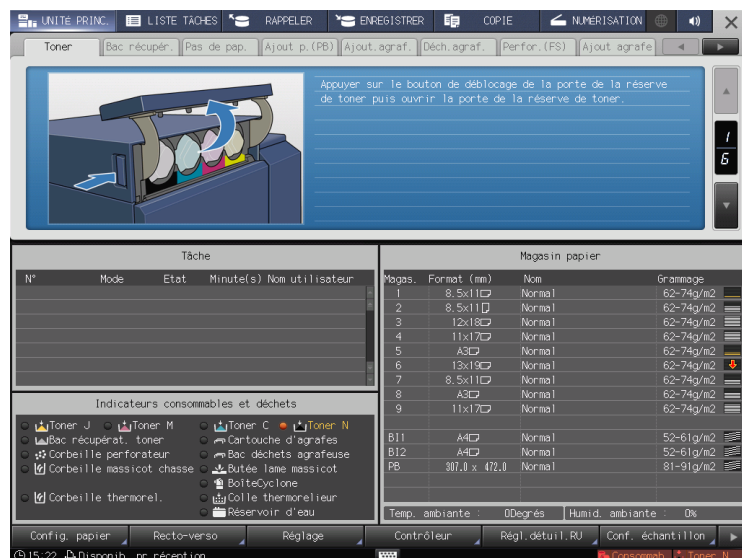 UNITÉ PRINC. LISTE TÂCHES RAPPELER ENREGISTRER COPIE NUMÉRISATION
Toner Bac récupér. Pas de pap. Ajout p.(PB) Ajout.agraf. Déch.agraf. Perfor.(FS) Ajout agrafe
Appuyer sur le bouton de déblocage de la porte de la réserve
de toner puis ouvrir la porte de la réserve de toner.
1
6
Tâche
N° Mode Etat Minute(s) Nom utilisateur
Magasin papier
Magas. Format (mm) Nom Grammage
1 8.5x11 Normal 62-74g/m2
2 8.5x11 Normal 62-74g/m2
3 12x18 Normal 62-74g/m2
4 11x17 Normal 62-74g/m2
5 A3 Normal 62-74g/m2
6 13x19 Normal 62-74g/m2
7 8.5x11 Normal 62-74g/m2
8 A3 Normal 62-74g/m2
9 11x17 Normal 62-74g/m2
BI1 A4 Normal 52-61g/m2
BI2 A4 Normal 52-61g/m2
PB 307.0 x 472.0 Normal 81-91g/m2
Temp. ambiante : 0Degrés Humid. ambiante : 0%
Indicateurs consommables et déchets
Toner J Toner M Toner C Toner N
Bac récupérat. toner Cartouche d'agrafes
Corbeille perforateur Bac déchets agrafeuse
Corbeille massicot chasse Butée lame massicot
BoîteCyclone
Corbeille thermorel. Colle thermorelieur
Réservoir d'eau
Config. papier Recto-verso Réglage Contrôleur Régl.détuil.RU Conf. échantillon
15:22 Disponib. pr réception Consommab. Toner N